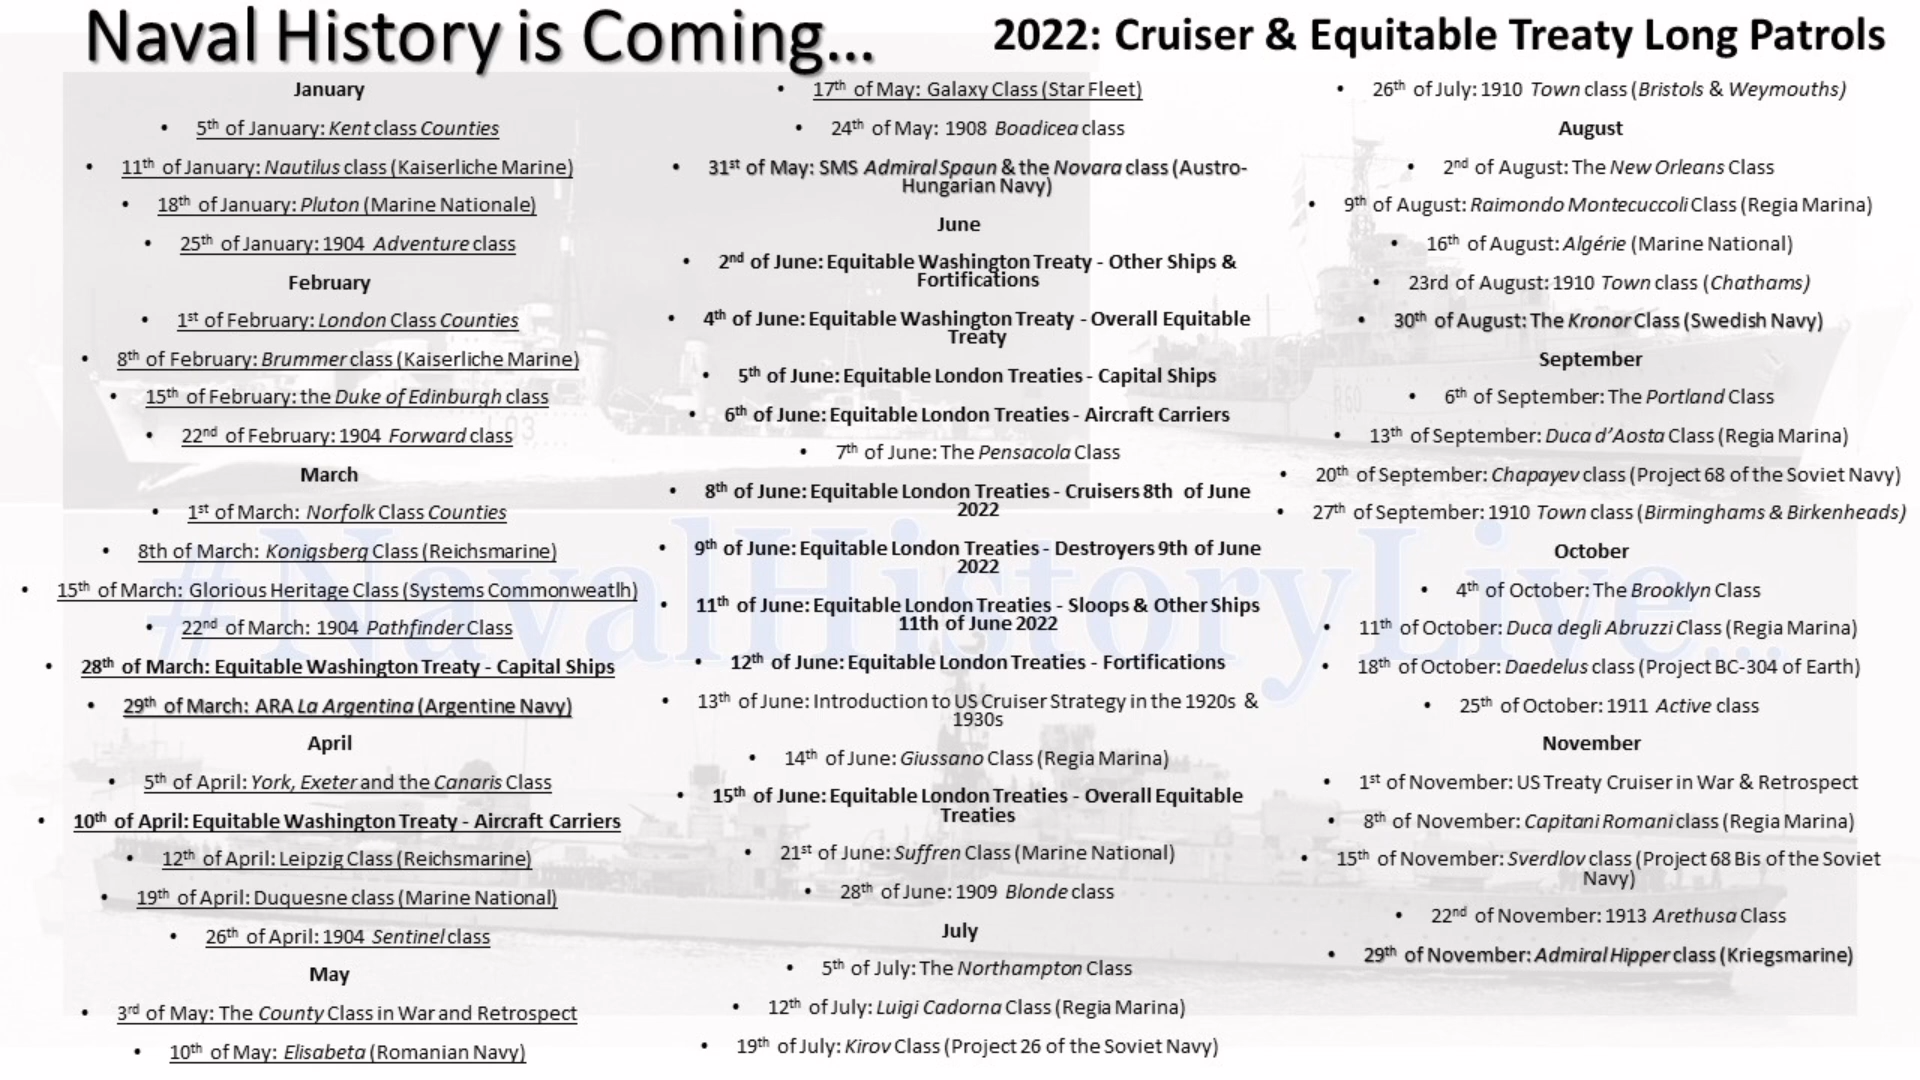 Naval History is Coming...
2022: Cruiser & Equitable Treaty Long Patrols
January
• 5th of January: Kent class Counties
• 11th of January: Nautilus class (Kaiserliche Marine)
• 18th of January: Pluton (Marine Nationale)
• 25th of January: 1904 Adventure class
February
• 1st of February: London Class Counties
• 8th of February: Brummer class (Kaiserliche Marine)
• 15th of February: the Duke of Edinburgh class
• 22nd of February: 1904 Forward class
March
• 1st of March: Norfolk Class Counties
• 8th of March: Konigsberg Class (Reichsmarine)
• 15th of March: Glorious Heritage Class (Systems Commonweatlh)
• 22nd of March: 1904 Pathfinder Class
• 28th of March: Equitable Washington Treaty - Capital Ships
• 29th of March: ARA La Argentina (Argentine Navy)
April
• 5th of April: York, Exeter and the Canaris Class
• 10th of April: Equitable Washington Treaty - Aircraft Carriers
• 12th of April: Leipzig Class (Reichsmarine)
• 19th of April: Duquesne class (Marine National)
• 26th of April: 1904 Sentinel class
May
• 3rd of May: The County Class in War and Retrospect
• 10th of May: Elisabeta (Romanian Navy)
• 17th of May: Galaxy Class (Star Fleet)
• 24th of May: 1908 Boadicea class
• 31st of May: SMS Admiral Spaun & the Novara class (Austro-
Hungarian Navy)
June
• 2nd of June: Equitable Washington Treaty - Other Ships &
Fortifications
• 4th of June: Equitable Washington Treaty - Overall Equitable
Treaty
• 5th of June: Equitable London Treaties - Capital Ships
• 6th of June: Equitable London Treaties - Aircraft Carriers
• 7th of June: The Pensacola Class
• 8th of June: Equitable London Treaties - Cruisers 8th of June
2022
• 9th of June: Equitable London Treaties - Destroyers 9th of June
2022
• 11th of June: Equitable London Treaties - Sloops & Other Ships
11th of June 2022
• 12th of June: Equitable London Treaties - Fortifications
• 13th of June: Introduction to US Cruiser Strategy in the 1920s &
1930s
• 14th of June: Giussano Class (Regia Marina)
• 15th of June: Equitable London Treaties - Overall Equitable
Treaties
• 21st of June: Suffren Class (Marine National)
• 28th of June: 1909 Blonde class
July
• 5th of July: The Northampton Class
• 12th of July: Luigi Cadorna Class (Regia Marina)
• 19th of July: Kirov Class (Project 26 of the Soviet Navy)
• 26th of July: 1910 Town class (Bristols & Weymouths)
August
• 2nd of August: The New Orleans Class
• 9th of August: Raimondo Montecuccoli Class (Regia Marina)
• 16th of August: Algérie (Marine National)
• 23rd of August: 1910 Town class (Chathams)
• 30th of August: The Kronor Class (Swedish Navy)
September
• 6th of September: The Portland Class
• 13th of September: Duca d’Aosta Class (Regia Marina)
• 20th of September: Chapayev class (Project 68 of the Soviet Navy)
• 27th of September: 1910 Town class (Birminghams & Birkenheads)
October
• 4th of October: The Brooklyn Class
• 11th of October: Duca degli Abruzzi Class (Regia Marina)
• 18th of October: Daedelus class (Project BC-304 of Earth)
• 25th of October: 1911 Active class
November
• 1st of November: US Treaty Cruiser in War & Retrospect
• 8th of November: Capitani Romani class (Regia Marina)
• 15th of November: Sverdlov class (Project 68 Bis of the Soviet
Navy)
• 22nd of November: 1913 Arethusa Class
• 29th of November: Admiral Hipper class (Kriegsmarine)
#NavalHistoryLive...
L03
R60